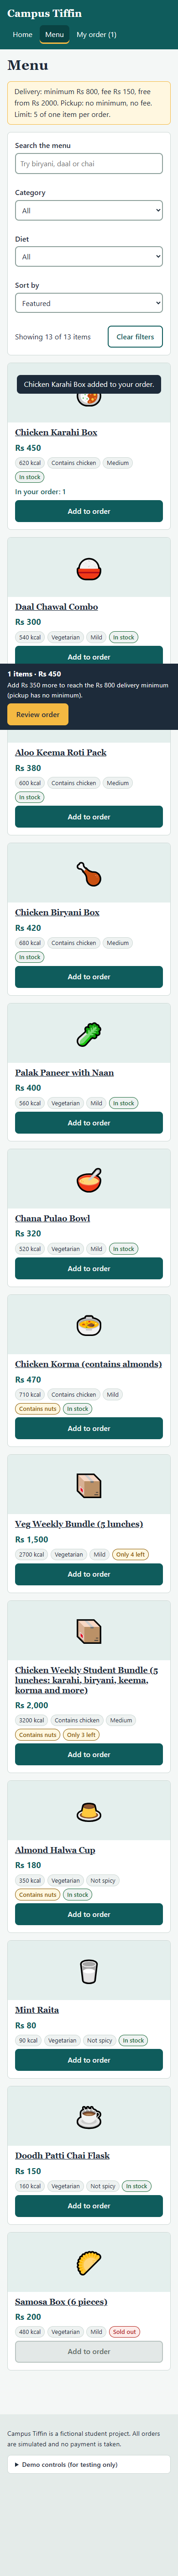 Campus Tiffin
Home Menu My order (1)
Menu
Delivery: minimum Rs 800, fee Rs 150, free
from Rs 2000. Pickup: no minimum, no fee.
Limit: 5 of one item per order.
Search the menu
Try biryani, daal or chai
Category
All
Diet
All
Sort by
Featured
Showing 13 of 13 items Clear filters
Chicken Karahi Box added to your order.
Chicken Karahi Box
Rs 450
620 kcal Contains chicken Medium
In stock
In your order: 1
Add to order
Daal Chawal Combo
Rs 300
540 kcal Vegetarian Mild In stock
Add to order
1 items · Rs 450
Add Rs 350 more to reach the Rs 800 delivery minimum
(pickup has no minimum).
Review order
Aloo Keema Roti Pack
Rs 380
600 kcal Contains chicken Medium
In stock
Add to order
Chicken Biryani Box
Rs 420
680 kcal Contains chicken Medium
In stock
Add to order
Palak Paneer with Naan
Rs 400
560 kcal Vegetarian Mild In stock
Add to order
Chana Pulao Bowl
Rs 320
520 kcal Vegetarian Mild In stock
Add to order
Chicken Korma (contains almonds)
Rs 470
710 kcal Contains chicken Mild
Contains nuts In stock
Add to order
Veg Weekly Bundle (5 lunches)
Rs 1,500
2700 kcal Vegetarian Mild Only 4 left
Add to order
Chicken Weekly Student Bundle (5
lunches: karahi, biryani, keema,
korma and more)
Rs 2,000
3200 kcal Contains chicken Medium
Contains nuts Only 3 left
Add to order
Almond Halwa Cup
Rs 180
350 kcal Vegetarian Not spicy
Contains nuts In stock
Add to order
Mint Raita
Rs 80
90 kcal Vegetarian Not spicy In stock
Add to order
Doodh Patti Chai Flask
Rs 150
160 kcal Vegetarian Not spicy In stock
Add to order
Samosa Box (6 pieces)
Rs 200
480 kcal Vegetarian Mild Sold out
Add to order
Campus Tiffin is a fictional student project. All orders
are simulated and no payment is taken.
Demo controls (for testing only)